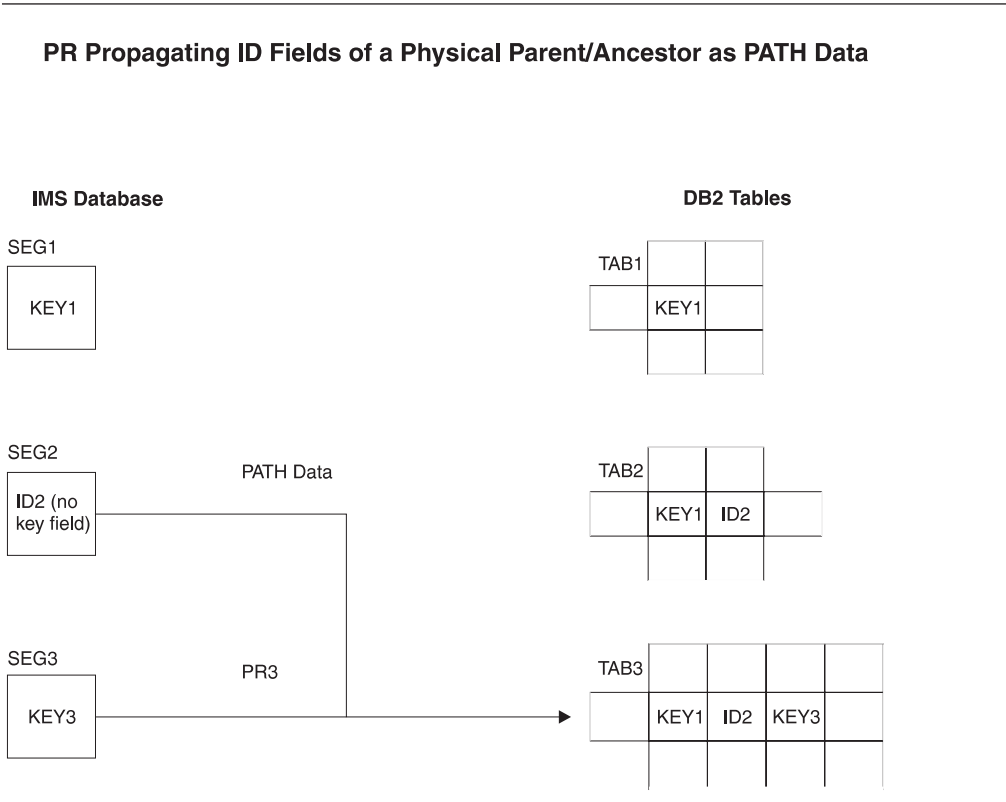 PR Propagating ID Fields of a Physical Parent/Ancestor as PATH Data
IMS Database
DB2 Tables
SEG1
KEY1
TAB1
KEY1
SEG2
ID2 (no
key field)
PATH Data
TAB2
KEY1 ID2
SEG3
KEY3
PR3
TAB3
KEY1 ID2 KEY3